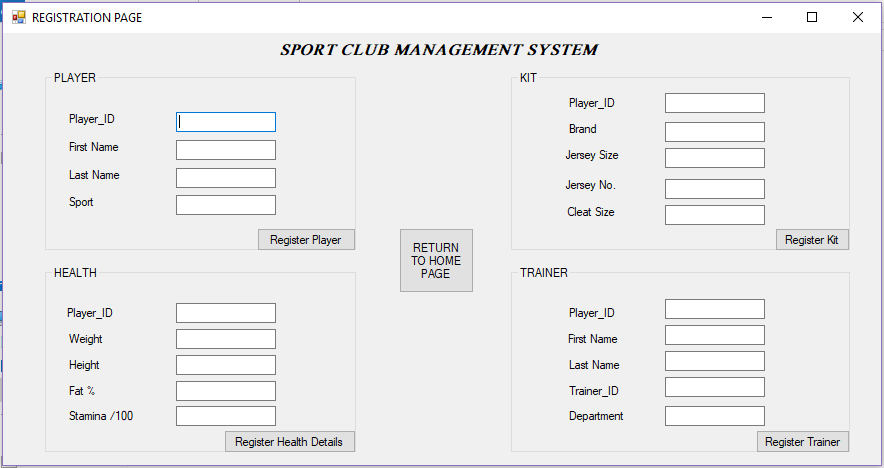 REGISTRATION PAGE
SPORT CLUB MANAGEMENT SYSTEM
PLAYER
Player_ID
First Name
Last Name
Sport
Register Player
KIT
Player_ID
Brand
Jersey Size
Jersey No.
Cleat Size
Register Kit
RETURN
TO HOME
PAGE
HEALTH
Player_ID
Weight
Height
Fat %
Stamina /100
Register Health Details
TRAINER
Player_ID
First Name
Last Name
Trainer_ID
Department
Register Trainer